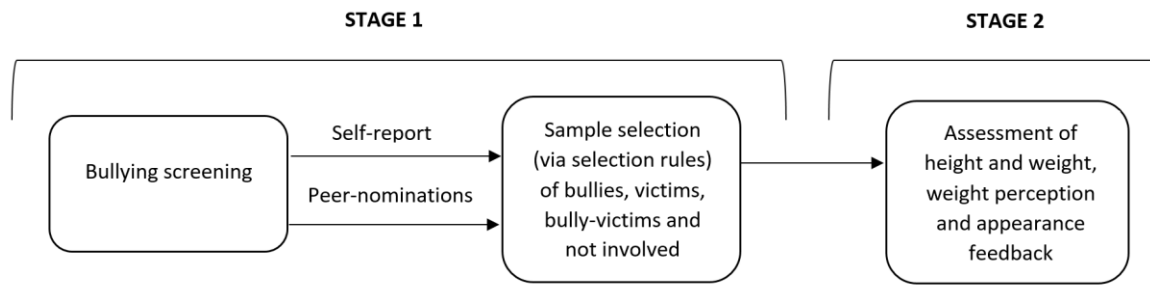 STAGE 1
STAGE 2
Bullying screening
Self-report
Peer-nominations
Sample selection
(via selection rules)
of bullies, victims,
bully-victims and
not involved
Assessment of
height and weight,
weight perception
and appearance
feedback